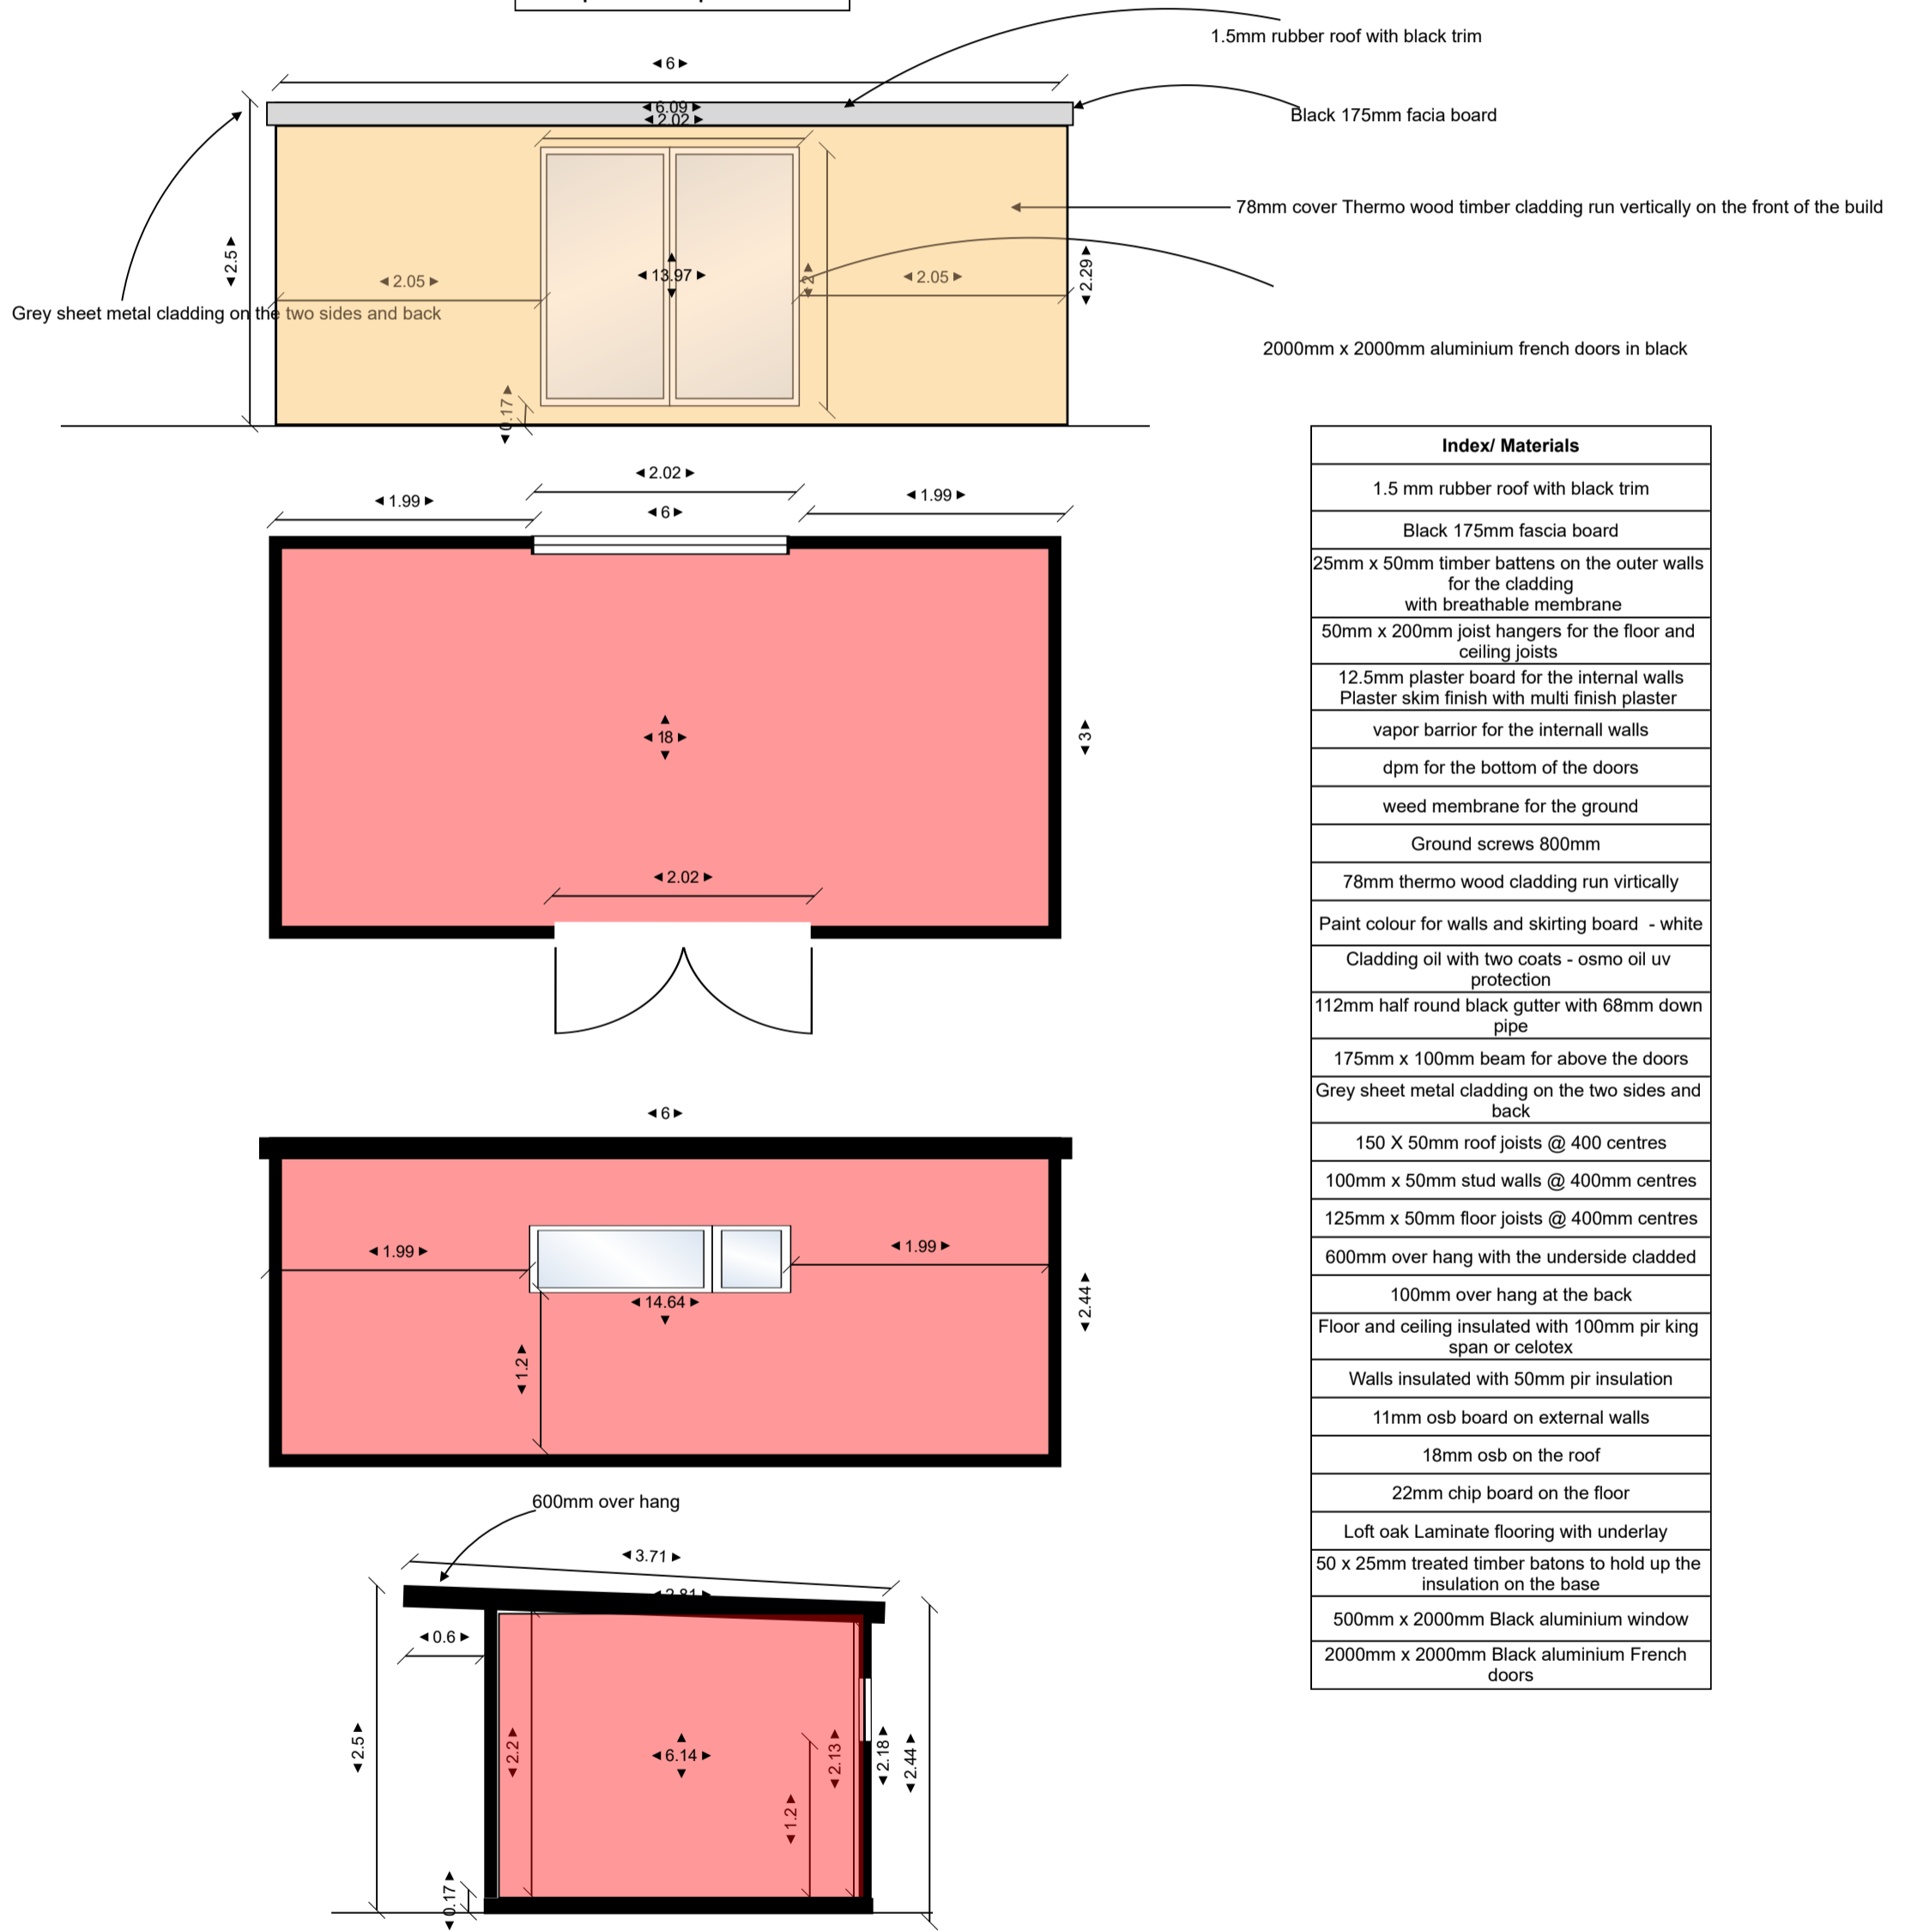 1.5mm rubber roof with black trim
6
Black 175mm facia board
6.09
2.02
78mm cover Thermo wood timber cladding run vertically on the front of the build
2.5
2.05
13.97
2
2.05
2.29
Grey sheet metal cladding on the two sides and back
2000mm x 2000mm aluminium french doors in black
0.17
2.02
1.99
1.99
6
18
3
2.02
6
1.99
1.99
14.64
2.44
1.2
600mm over hang
3.71
2.81
0.6
2.5
2.2
6.14
2.13
2.18
2.44
1.2
0.17
Index/ Materials
1.5 mm rubber roof with black trim
Black 175mm fascia board
25mm x 50mm timber battens on the outer walls
for the cladding
with breathable membrane
50mm x 200mm joist hangers for the floor and
ceiling joists
12.5mm plaster board for the internal walls
Plaster skim finish with multi finish plaster
vapor barrior for the internall walls
dpm for the bottom of the doors
weed membrane for the ground
Ground screws 800mm
78mm thermo wood cladding run virtically
Paint colour for walls and skirting board  - white
Cladding oil with two coats - osmo oil uv
protection
112mm half round black gutter with 68mm down
pipe
175mm x 100mm beam for above the doors
Grey sheet metal cladding on the two sides and
back
150 X 50mm roof joists @ 400 centres
100mm x 50mm stud walls @ 400mm centres
125mm x 50mm floor joists @ 400mm centres
600mm over hang with the underside cladded
100mm over hang at the back
Floor and ceiling insulated with 100mm pir king
span or celotex
Walls insulated with 50mm pir insulation
11mm osb board on external walls
18mm osb on the roof
22mm chip board on the floor
Loft oak Laminate flooring with underlay
50 x 25mm treated timber batons to hold up the
insulation on the base
500mm x 2000mm Black aluminium window
2000mm x 2000mm Black aluminium French
doors